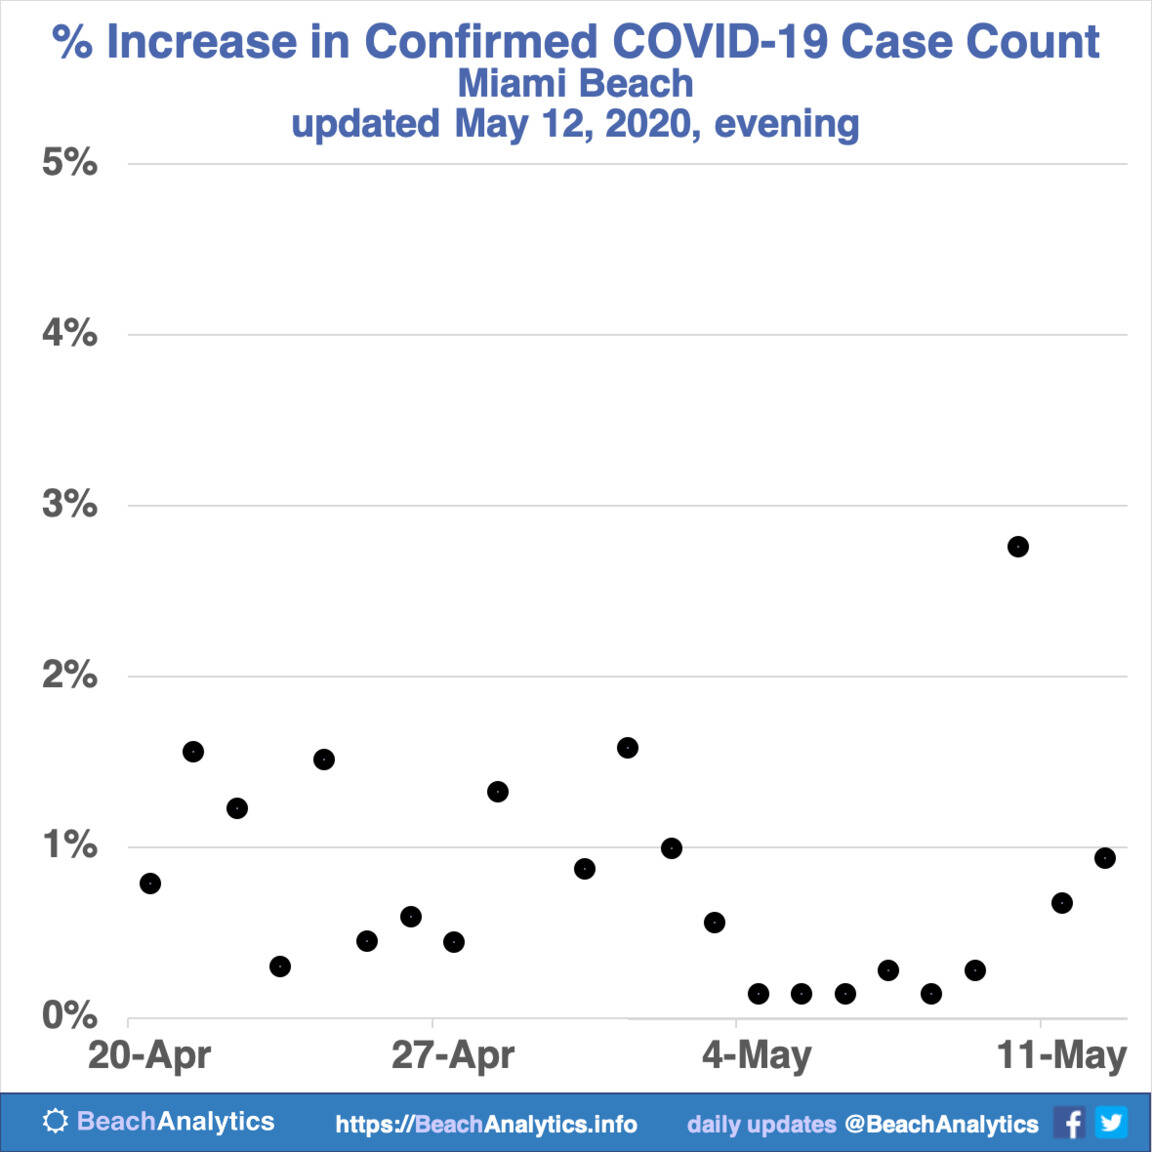 % Increase in Confirmed COVID-19 Case Count
Miami Beach
updated May 12, 2020, evening
5%
4%
3%
2%
1%
0%
20-Apr 27-Apr 4-May 11-May
BeachAnalytics https://BeachAnalytics.info daily updates @BeachAnalytics